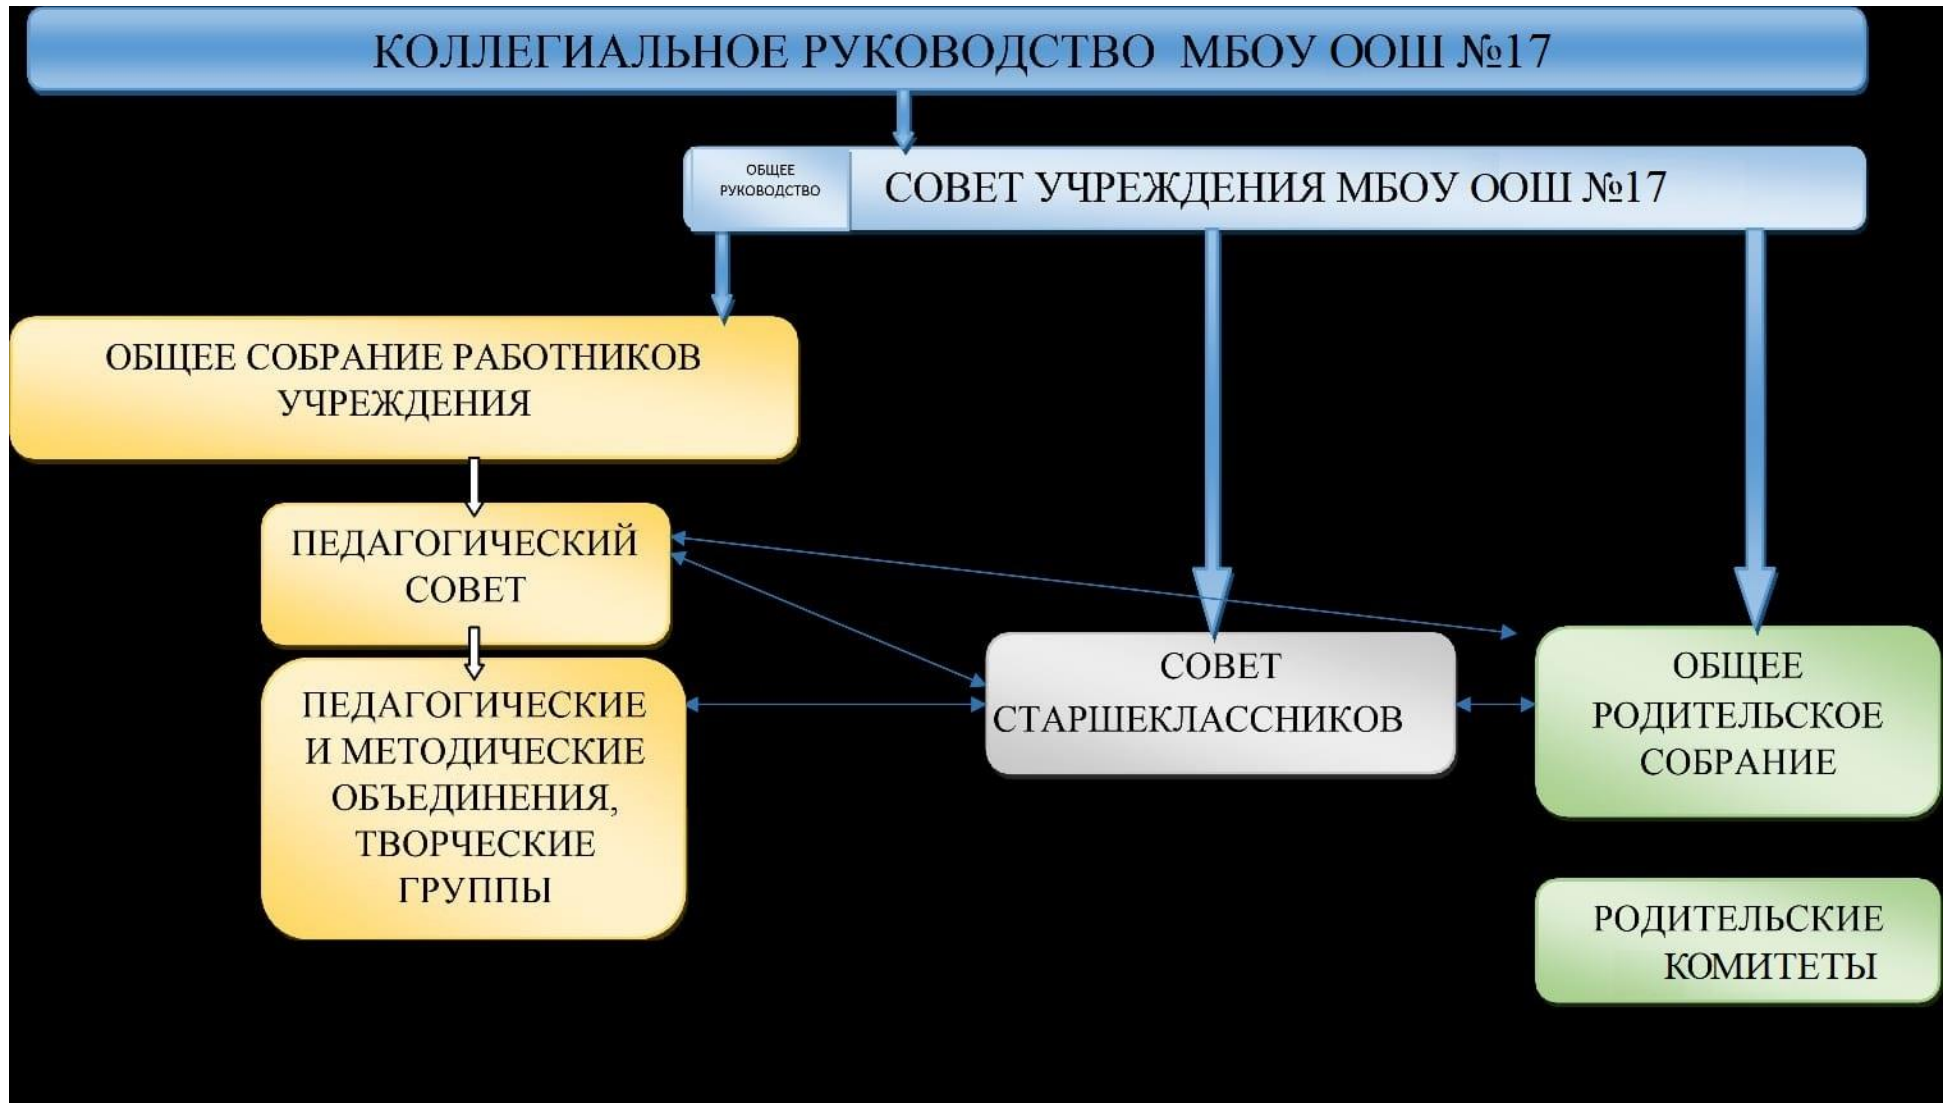 КОЛЛЕГИАЛЬНОЕ РУКОВОДСТВО МБОУ ООШ №17
ОБЩЕЕ
РУКОВОДСТВО
СОВЕТ УЧРЕЖДЕНИЯ МБОУ ООШ №17
ОБЩЕЕ СОБРАНИЕ РАБОТНИКОВ
УЧРЕЖДЕНИЯ
ПЕДАГОГИЧЕСКИЙ
СОВЕТ
ПЕДАГОГИЧЕСКИЕ
И МЕТОДИЧЕСКИЕ
ОБЪЕДИНЕНИЯ,
ТВОРЧЕСКИЕ
ГРУППЫ
СОВЕТ
СТАРШЕКЛАССНИКОВ
ОБЩЕЕ
РОДИТЕЛЬСКОЕ
СОБРАНИЕ
РОДИТЕЛЬСКИЕ
КОМИТЕТЫ